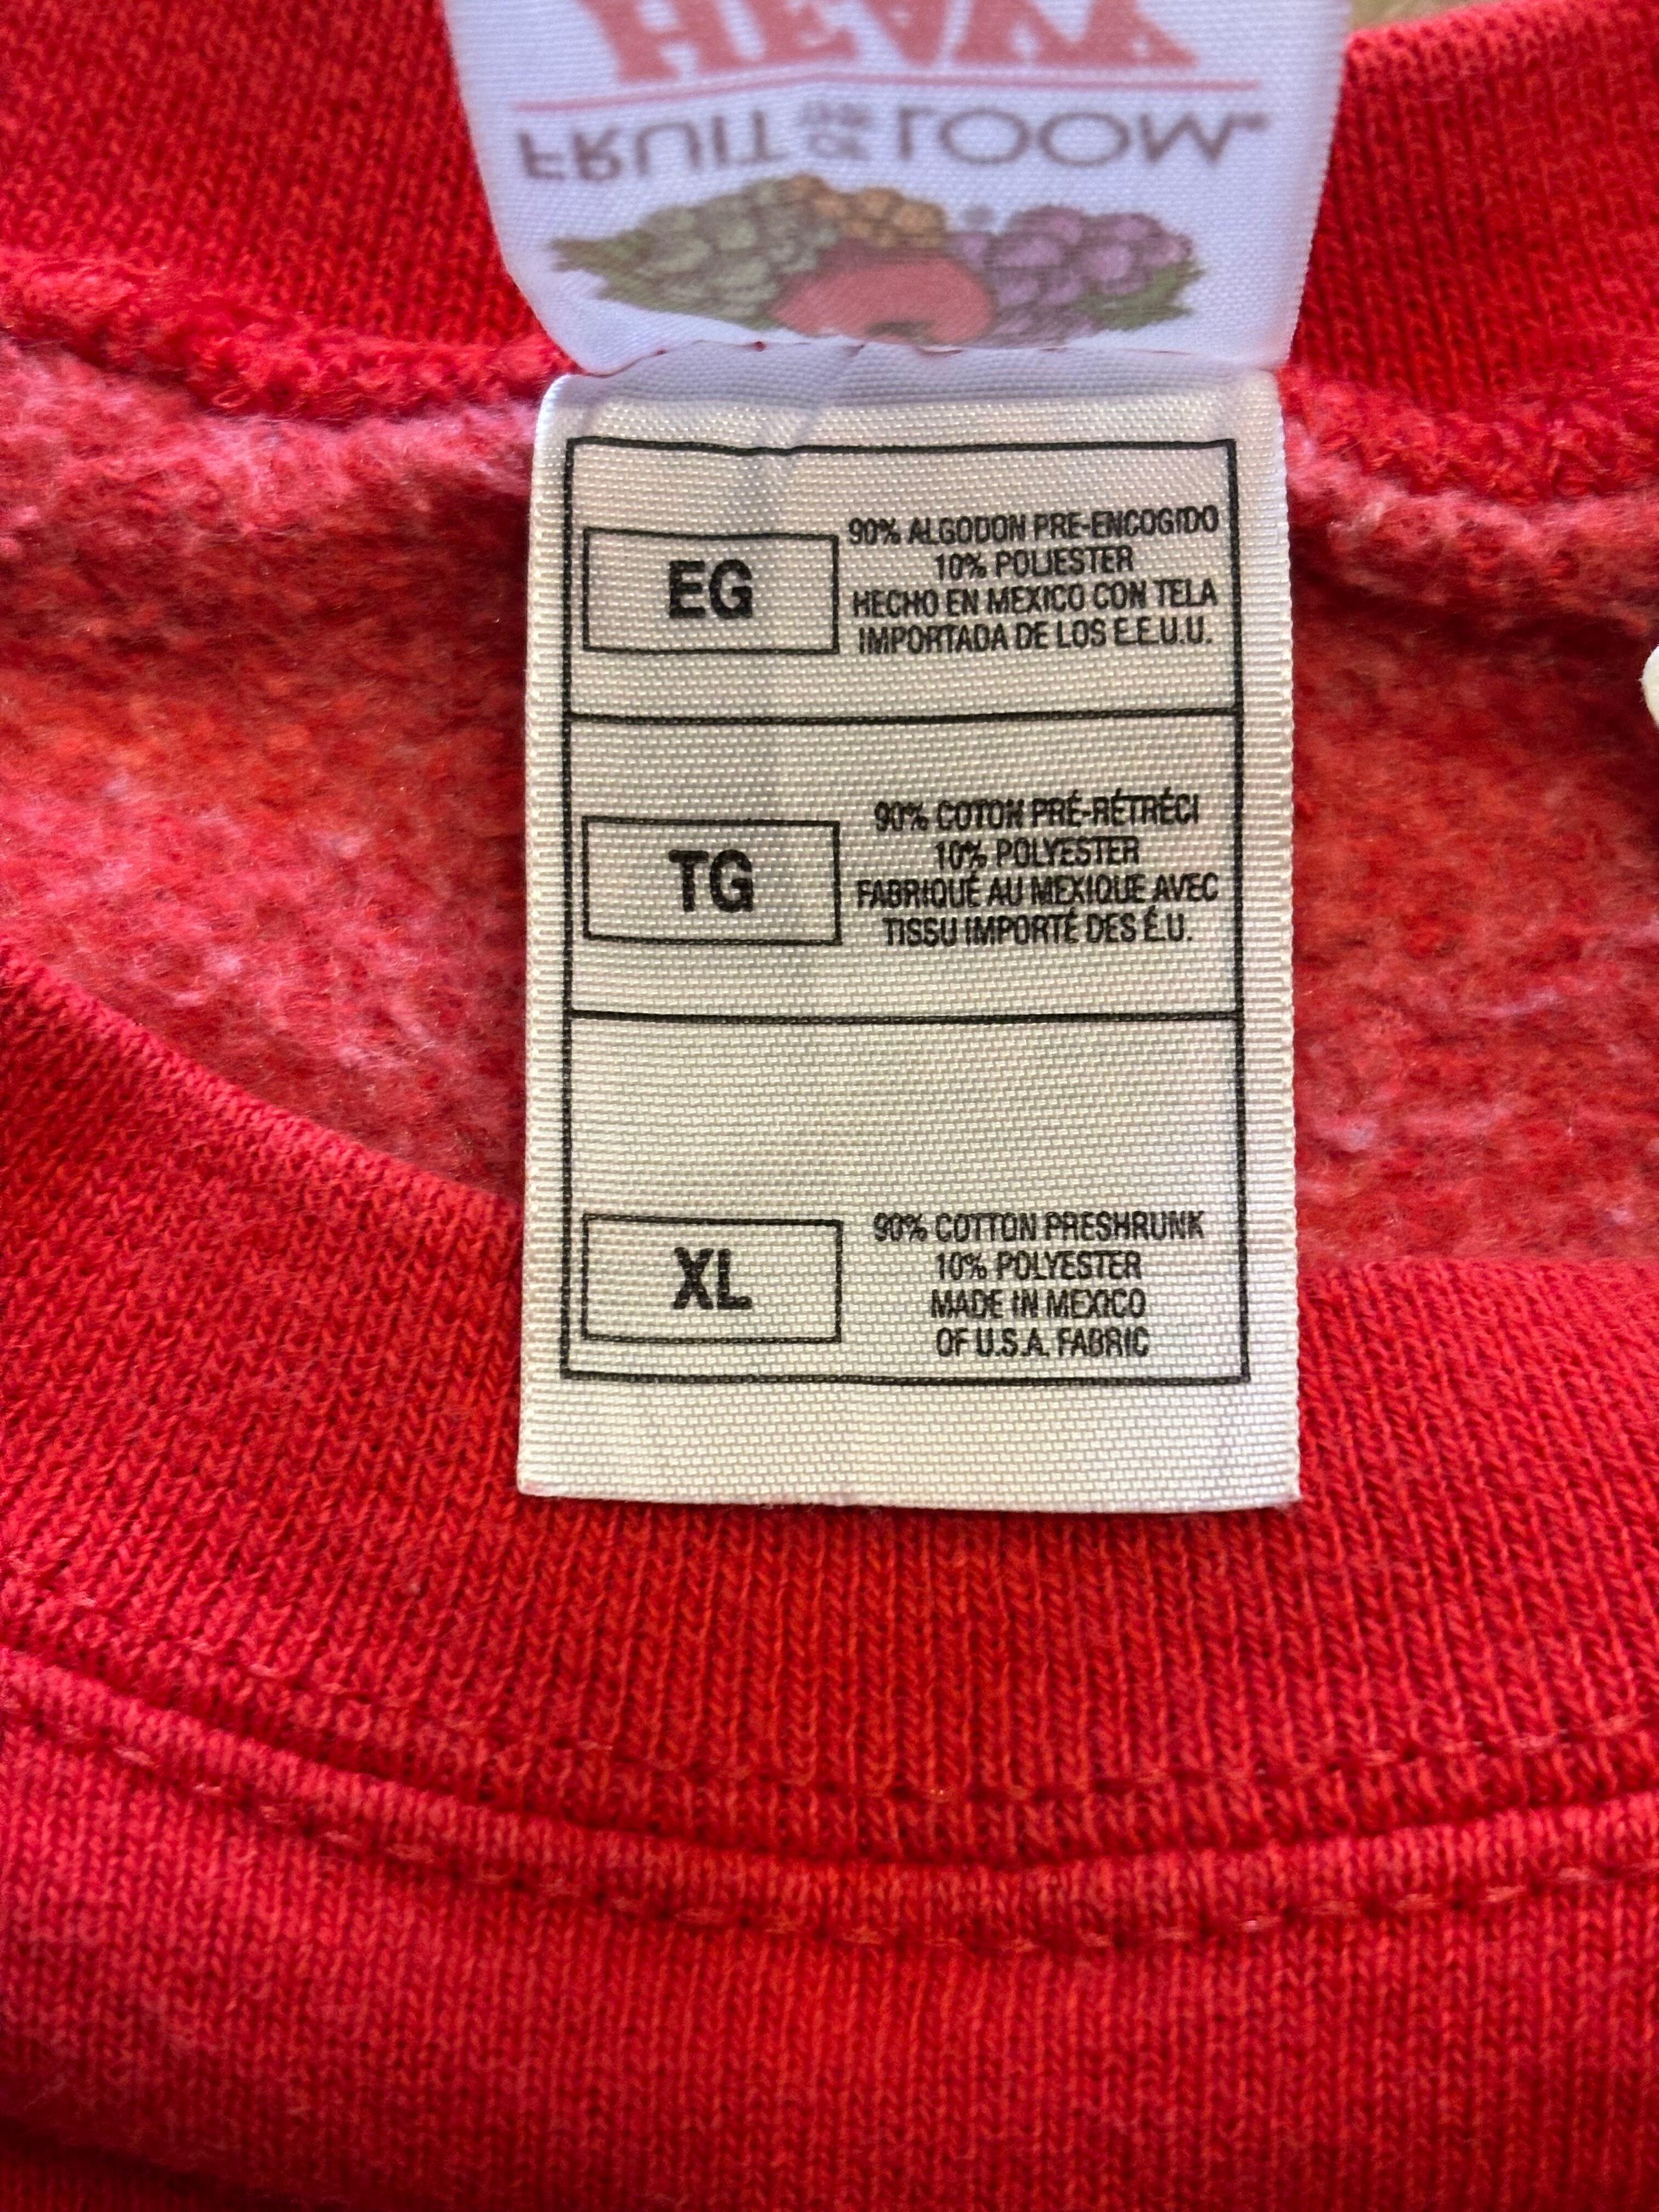 HEAVY
FRUIT OF THE LOOM
®
EG
90% ALGODON PRE-ENCOGIDO
10% POLIESTER
HECHO EN MEXICO CON TELA
IMPORTADA DE LOS E.E.U.U.
TG
90% COTON PRÉ-RÉTRÉCI
10% POLYESTER
FABRIQUÉ AU MEXIQUE AVEC
TISSU IMPORTÉ DES É.U.
XL
90% COTTON PRESHRUNK
10% POLYESTER
MADE IN MEXICO
OF U.S.A. FABRIC